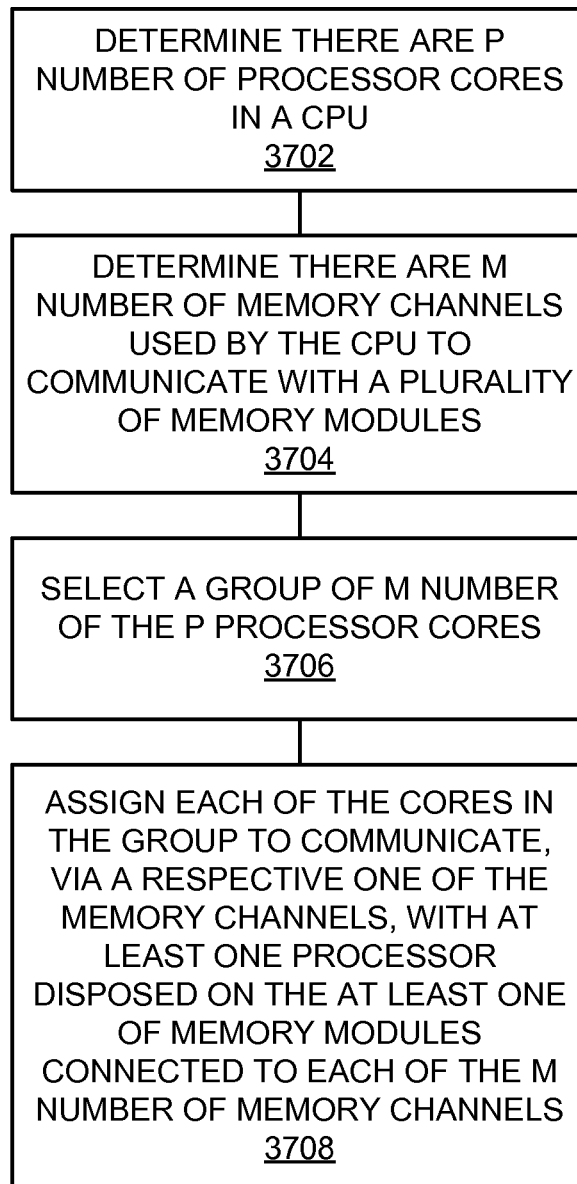 DETERMINE THERE ARE P
NUMBER OF PROCESSOR CORES
IN A CPU
3702
DETERMINE THERE ARE M
NUMBER OF MEMORY CHANNELS
USED BY THE CPU TO
COMMUNICATE WITH A PLURALITY
OF MEMORY MODULES
3704
SELECT A GROUP OF M NUMBER
OF THE P PROCESSOR CORES
3706
ASSIGN EACH OF THE CORES IN
THE GROUP TO COMMUNICATE,
VIA A RESPECTIVE ONE OF THE
MEMORY CHANNELS, WITH AT
LEAST ONE PROCESSOR
DISPOSED ON THE AT LEAST ONE
OF MEMORY MODULES
CONNECTED TO EACH OF THE M
NUMBER OF MEMORY CHANNELS
3708